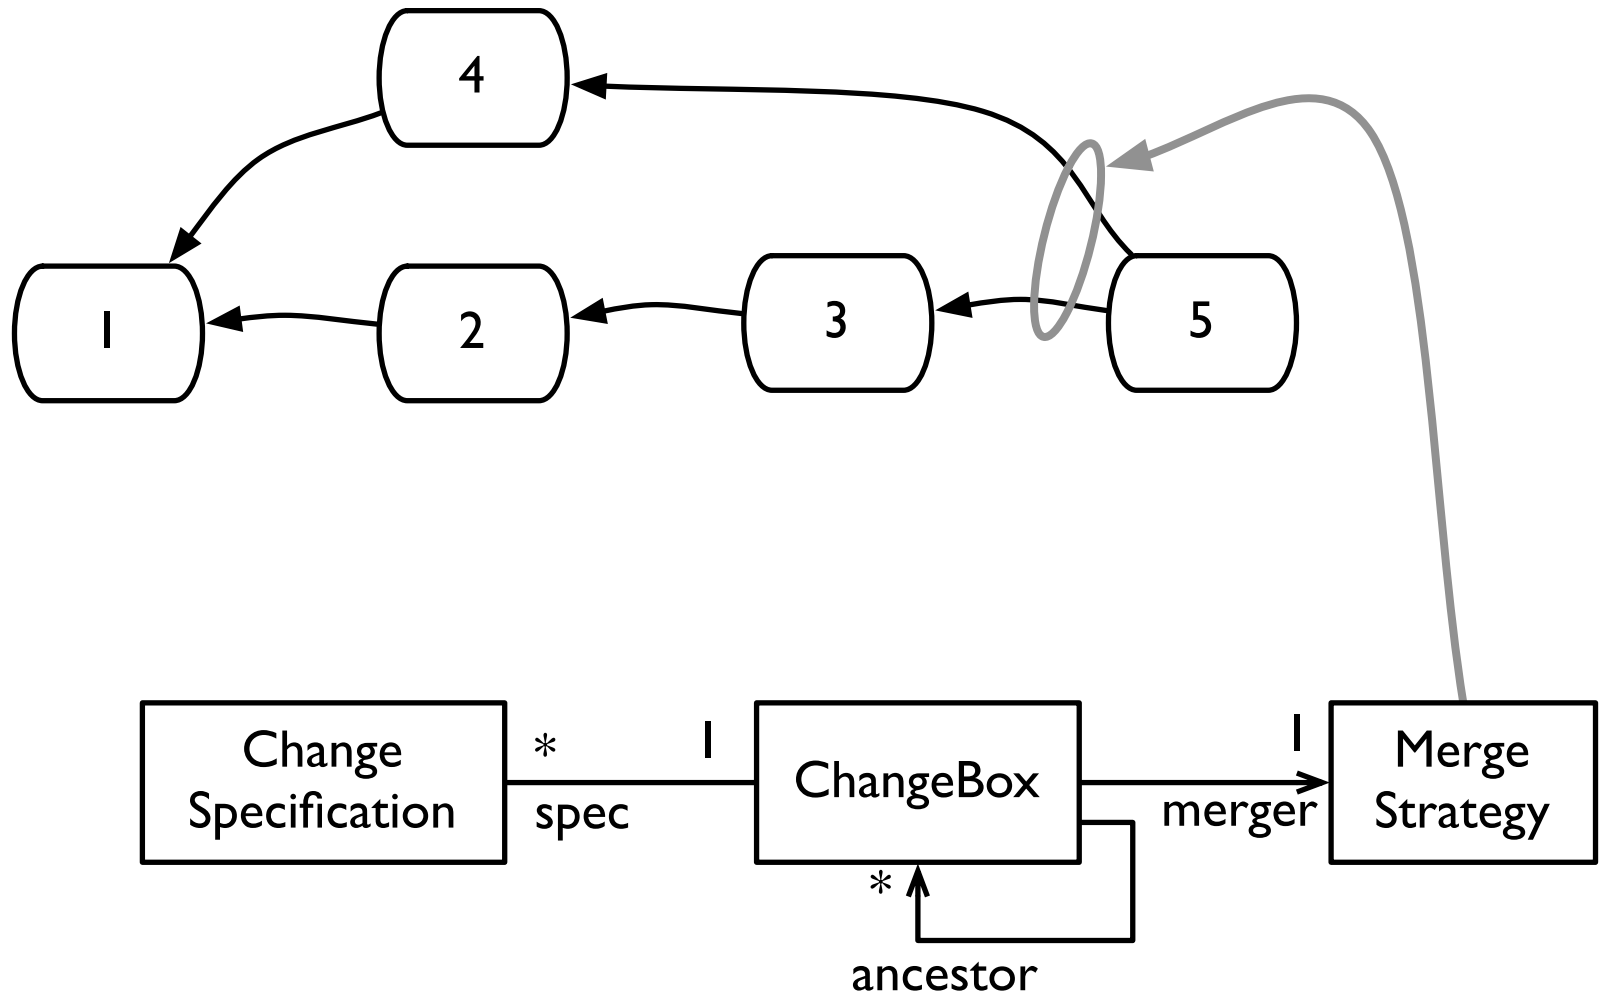 4
1
2
3
5
Change
Specification
*
spec
1
ChangeBox
*
ancestor
1
merger
Merge
Strategy